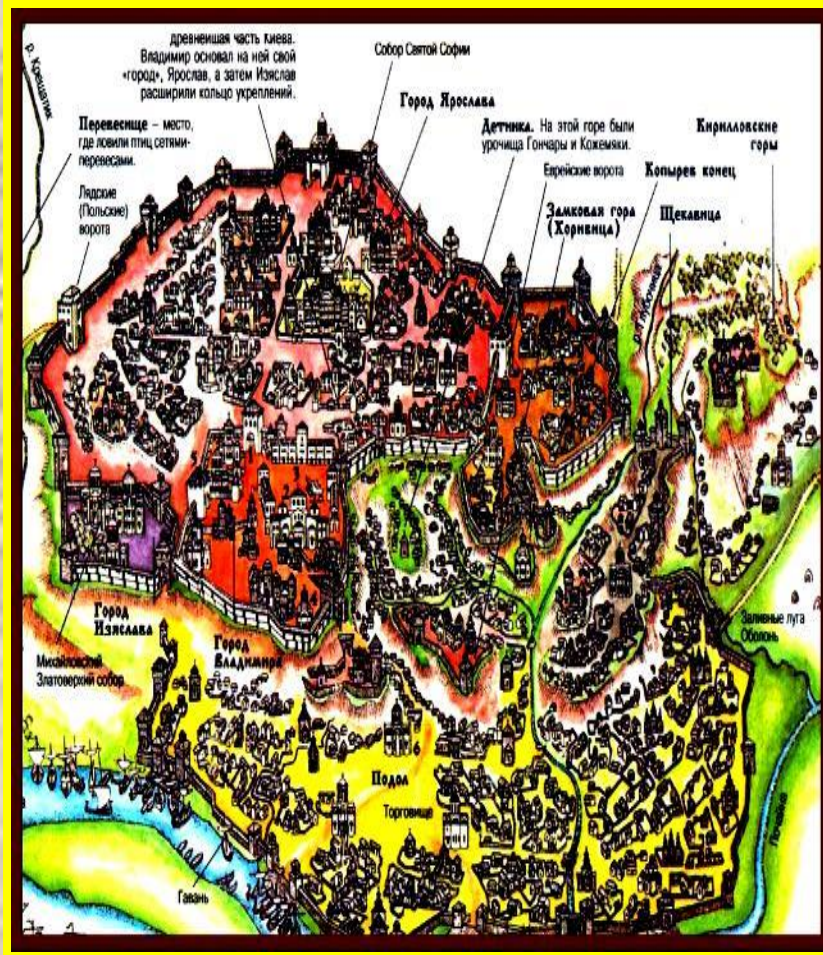 р. Крещатик
древнейшая часть Киева.
Владимир основал на ней свой
«город», Ярослав, а затем Изяслав
расширили кольцо укреплений.
Собор Святой Софии
Город Ярослава
Перевесище – место,
где ловили птиц сетями-
перевесами.
Лядские
(Польские)
ворота
Детинка. На этой горе были
урочища Гончары и Кожемяки.
Еврейские ворота
Замковая гора
(Хоривица)
Копырев конец
Щекавица
Кирилловские
горы
Город
Изяслава
Михайловский
Златоверхий собор
Город
Владимира
Заливные луга
Оболонь
6
Подол
Торговище
Гавань
Почайна